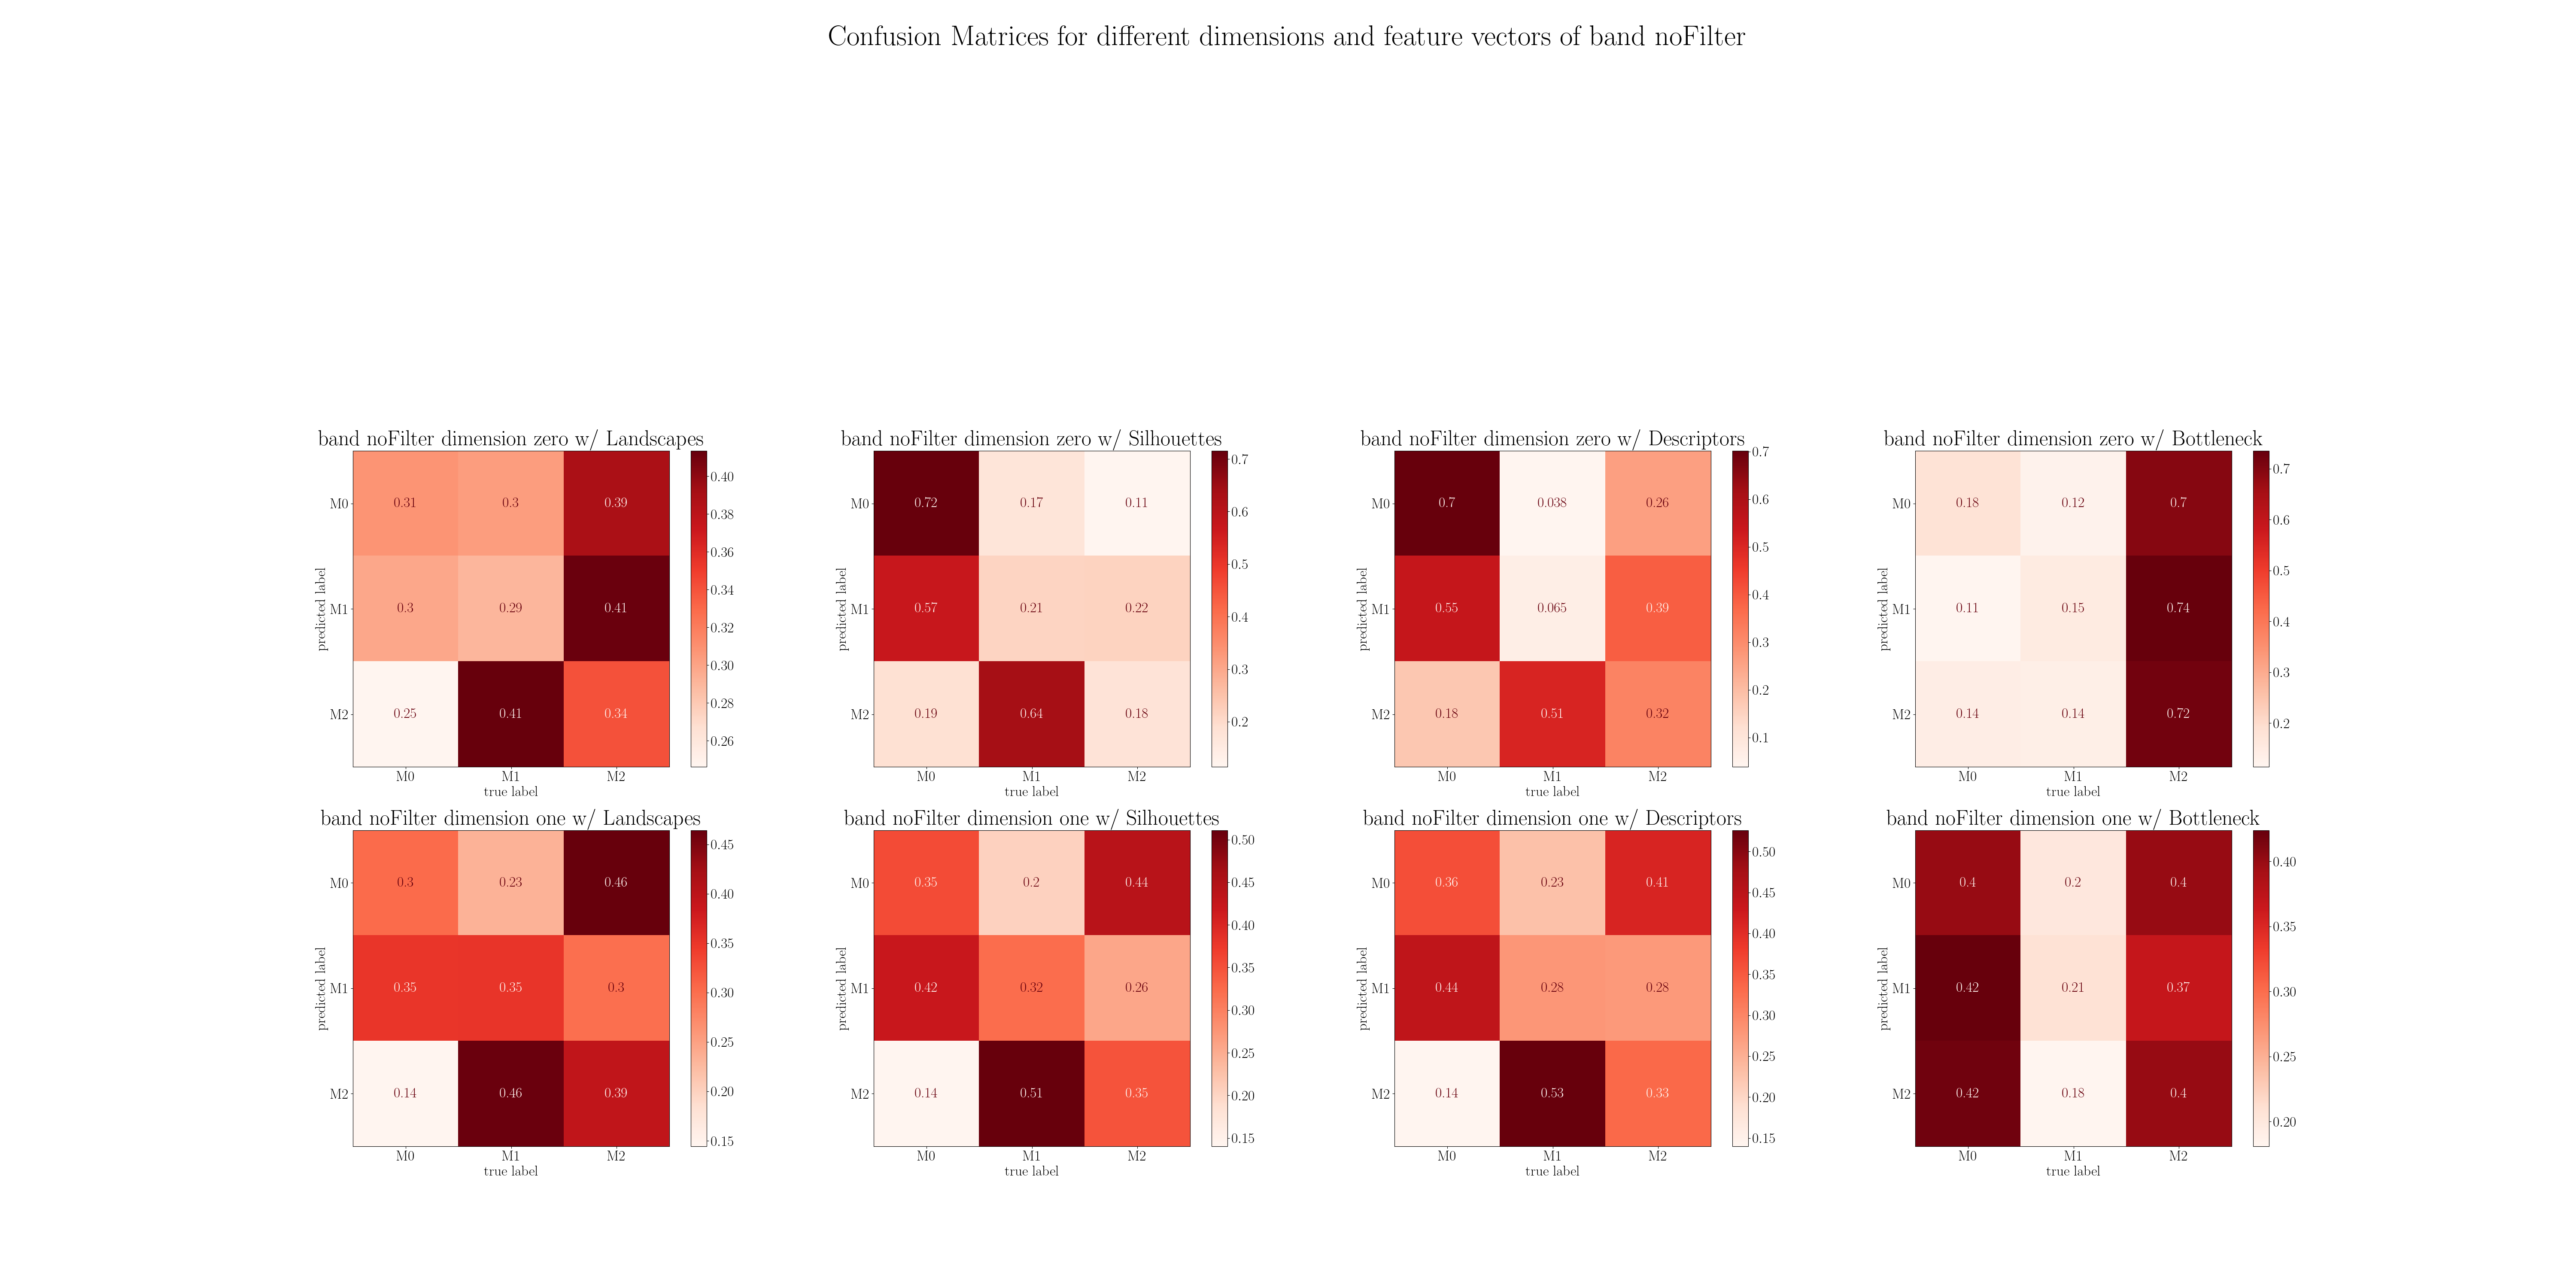 Confusion Matrices for different dimensions and feature vectors of band noFilter
band noFilter dimension zero w/ Landscapes
predicted label
M0
M1
M2
0.31 0.3 0.39
0.3 0.29 0.41
0.25 0.41 0.34
M0 M1 M2
true label
0.40
0.38
0.36
0.34
0.32
0.30
0.28
0.26
band noFilter dimension zero w/ Silhouettes
predicted label
M0
M1
M2
0.72 0.17 0.11
0.57 0.21 0.22
0.19 0.64 0.18
M0 M1 M2
true label
0.7
0.6
0.5
0.4
0.3
0.2
band noFilter dimension zero w/ Descriptors
predicted label
M0
M1
M2
0.7 0.038 0.26
0.55 0.065 0.39
0.18 0.51 0.32
M0 M1 M2
true label
0.7
0.6
0.5
0.4
0.3
0.2
0.1
band noFilter dimension zero w/ Bottleneck
predicted label
M0
M1
M2
0.18 0.12 0.7
0.11 0.15 0.74
0.14 0.14 0.72
M0 M1 M2
true label
0.7
0.6
0.5
0.4
0.3
0.2
band noFilter dimension one w/ Landscapes
predicted label
M0
M1
M2
0.3 0.23 0.46
0.35 0.35 0.3
0.14 0.46 0.39
M0 M1 M2
true label
0.45
0.40
0.35
0.30
0.25
0.20
0.15
band noFilter dimension one w/ Silhouettes
predicted label
M0
M1
M2
0.35 0.2 0.44
0.42 0.32 0.26
0.14 0.51 0.35
M0 M1 M2
true label
0.50
0.45
0.40
0.35
0.30
0.25
0.20
0.15
band noFilter dimension one w/ Descriptors
predicted label
M0
M1
M2
0.36 0.23 0.41
0.44 0.28 0.28
0.14 0.53 0.33
M0 M1 M2
true label
0.50
0.45
0.40
0.35
0.30
0.25
0.20
0.15
band noFilter dimension one w/ Bottleneck
predicted label
M0
M1
M2
0.4 0.2 0.4
0.42 0.21 0.37
0.42 0.18 0.4
M0 M1 M2
true label
0.40
0.35
0.30
0.25
0.20